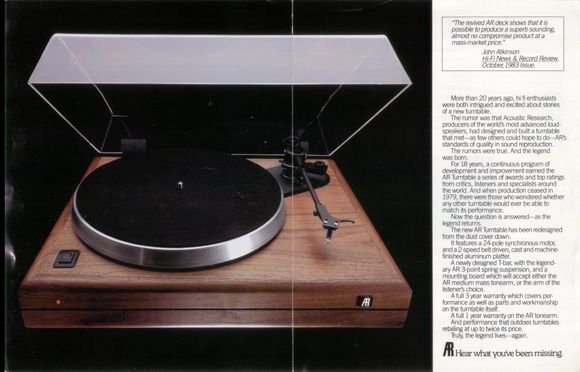 "The revived AR deck shows that it is
possible to produce a superb sounding,
almost no compromise product at a
mass-market price."
John Atkinson
Hi-Fi News & Record Review,
October, 1983 issue.
More than 20 years ago, hi fi enthusiasts
were both intrigued and excited about stories
of a new turntable.
The rumor was that Acoustic Research,
producers of the world's most advanced loud-
speakers, had designed and built a turntable
that met—as few others could hope to do—AR's
standards of quality in sound reproduction.
The rumors were true. And the legend
was born.
For 18 years, a continuous program of
development and improvement earned the
AR Turntable a series of awards and top ratings
from critics, listeners and specialists around
the world. And when production ceased in
1979, there were those who wondered whether
any other turntable would ever be able to
match its performance.
Now the question is answered—as the
legend returns.
The new AR Turntable has been redesigned
from the dust cover down.
It features a 24-pole synchronous motor,
and a 2-speed belt driven, cast and machine-
finished aluminum platter.
A newly designed T-bar, with the legend-
ary AR 3-point spring suspension, and a
mounting board which will accept either the
AR medium mass tonearm, or the arm of the
listener's choice.
A full 3 year warranty which covers per-
formance as well as parts and workmanship
on the turntable itself.
A full 1 year warranty on the AR tonearm.
And performance that outdoes turntables
retailing at up to twice its price.
Truly, the legend lives—again.
AR Hear what you've been missing.
AR